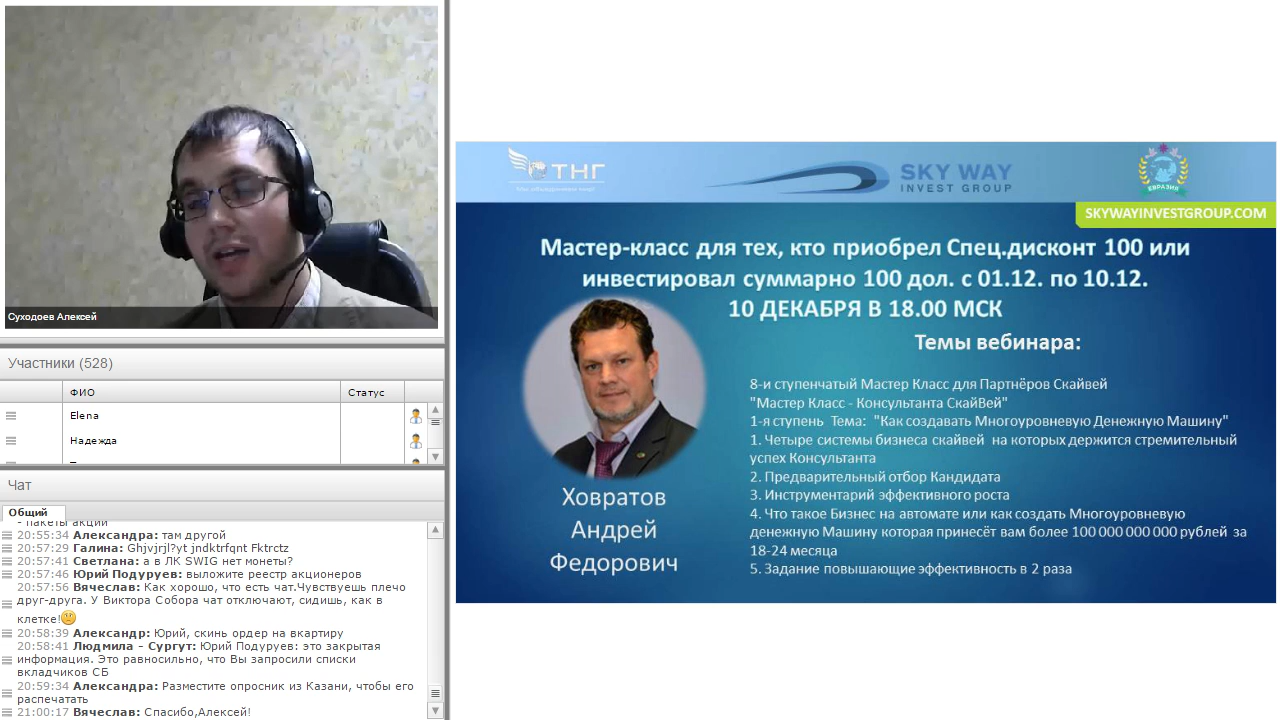 Суходоев Алексей
Участники (528)
ФИО
Статус
Elena
Надежда
Чат
Общий
- пакеты акций
20:55:34 Александра: там другой
20:57:29 Галина: Ghjvjrjl?yt jndktrfqnt Fktrctz
20:57:41 Светлана: а в ЛК SWIG нет монеты?
20:57:46 Юрий Подуруев: выложите реестр акционеров
20:57:56 Вячеслав: Как хорошо, что есть чат.Чувствуешь плечо
друг-друга. У Виктора Собора чат отключают, сидишь, как в
клетке!
20:58:39 Александр: Юрий, скинь ордер на вкартиру
20:58:41 Людмила - Сургут: Юрий Подуруев: это закрытая
информация. Это равносильно, что Вы запросили списки
вкладчиков СБ
20:59:34 Александра: Разместите опросник из Казани, чтобы его
распечатать
21:00:17 Вячеслав: Спасибо,Алексей!
ТНГ
SKY WAY
INVEST GROUP
ЕВРАЗИЯ
SKYWAYINVESTGROUP.COM
Мастер-класс для тех, кто приобрел Спец.дисконт 100 или
инвестировал суммарно 100 дол. с 01.12. по 10.12.
10 ДЕКАБРЯ В 18.00 МСК
Темы вебинара:
8-и ступенчатый Мастер Класс для Партнёров Скайвей
"Мастер Класс - Консультанта СкайВей"
1-я ступень Тема: "Как создавать Многоуровневую Денежную Машину"
1. Четыре системы бизнеса скайвей на которых держится стремительный
успех Консультанта
2. Предварительный отбор Кандидата
3. Инструментарий эффективного роста
4. Что такое Бизнес на автомате или как создать Многоуровневую
денежную Машину которая принесёт вам более 100 000 000 000 рублей за
18-24 месяца
5. Задание повышающие эффективность в 2 раза
Ховратов
Андрей
Федорович